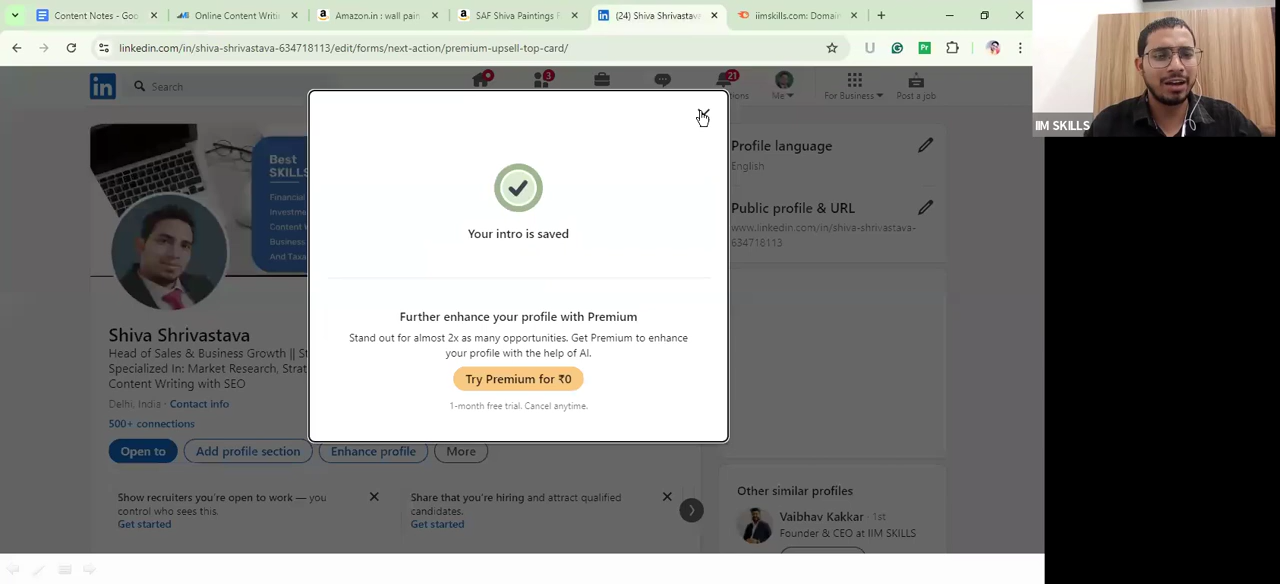 Content Notes - Goo
Online Content Writi
Amazon.in : wall pain
SAF Shiva Paintings F
(24) Shiva Shrivastava
iimskills.com: Domain
linkedin.com/in/shiva-shrivastava-634718113/edit/forms/next-action/premium-upsell-top-card/
IIM SKILLS
in
Search
3
21
ons
Me
For Business
Post a job
Best
SKILLS
Financial
Investme
Content W
Business
And Taxa
Your intro is saved
Further enhance your profile with Premium
Stand out for almost 2x as many opportunities. Get Premium to enhance
your profile with the help of AI.
Try Premium for ₹0
1-month free trial. Cancel anytime.
Profile language
English
Public profile & URL
www.linkedin.com/in/shiva-shrivastava-
634718113
Shiva Shrivastava
Head of Sales & Business Growth || St
Specialized In: Market Research, Strat
Content Writing with SEO
Delhi, India · Contact info
500+ connections
Open to
Add profile section
Enhance profile
More
Show recruiters you're open to work — you
control who sees this.
Get started
Share that you're hiring and attract qualified
candidates.
Get started
Other similar profiles
Vaibhav Kakkar · 1st
Founder & CEO at IIM SKILLS